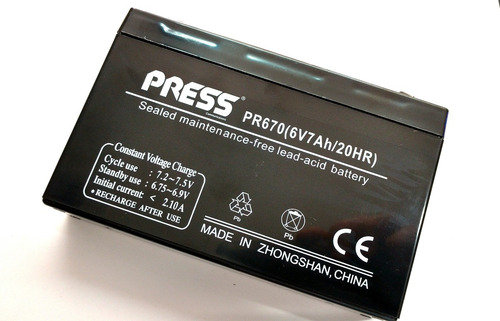 PRESS®
PR670(6V7Ah/20HR)
Sealed maintenance-free lead-acid battery
Constant Voltage Charge
Cycle use : 7.2~7.5V
Standby use : 6.75~6.9V
Initial current: < 2.10A
*RECHARGE AFTER USE
Pb
Pb
CE
MADE IN ZHONGSHAN,CHINA